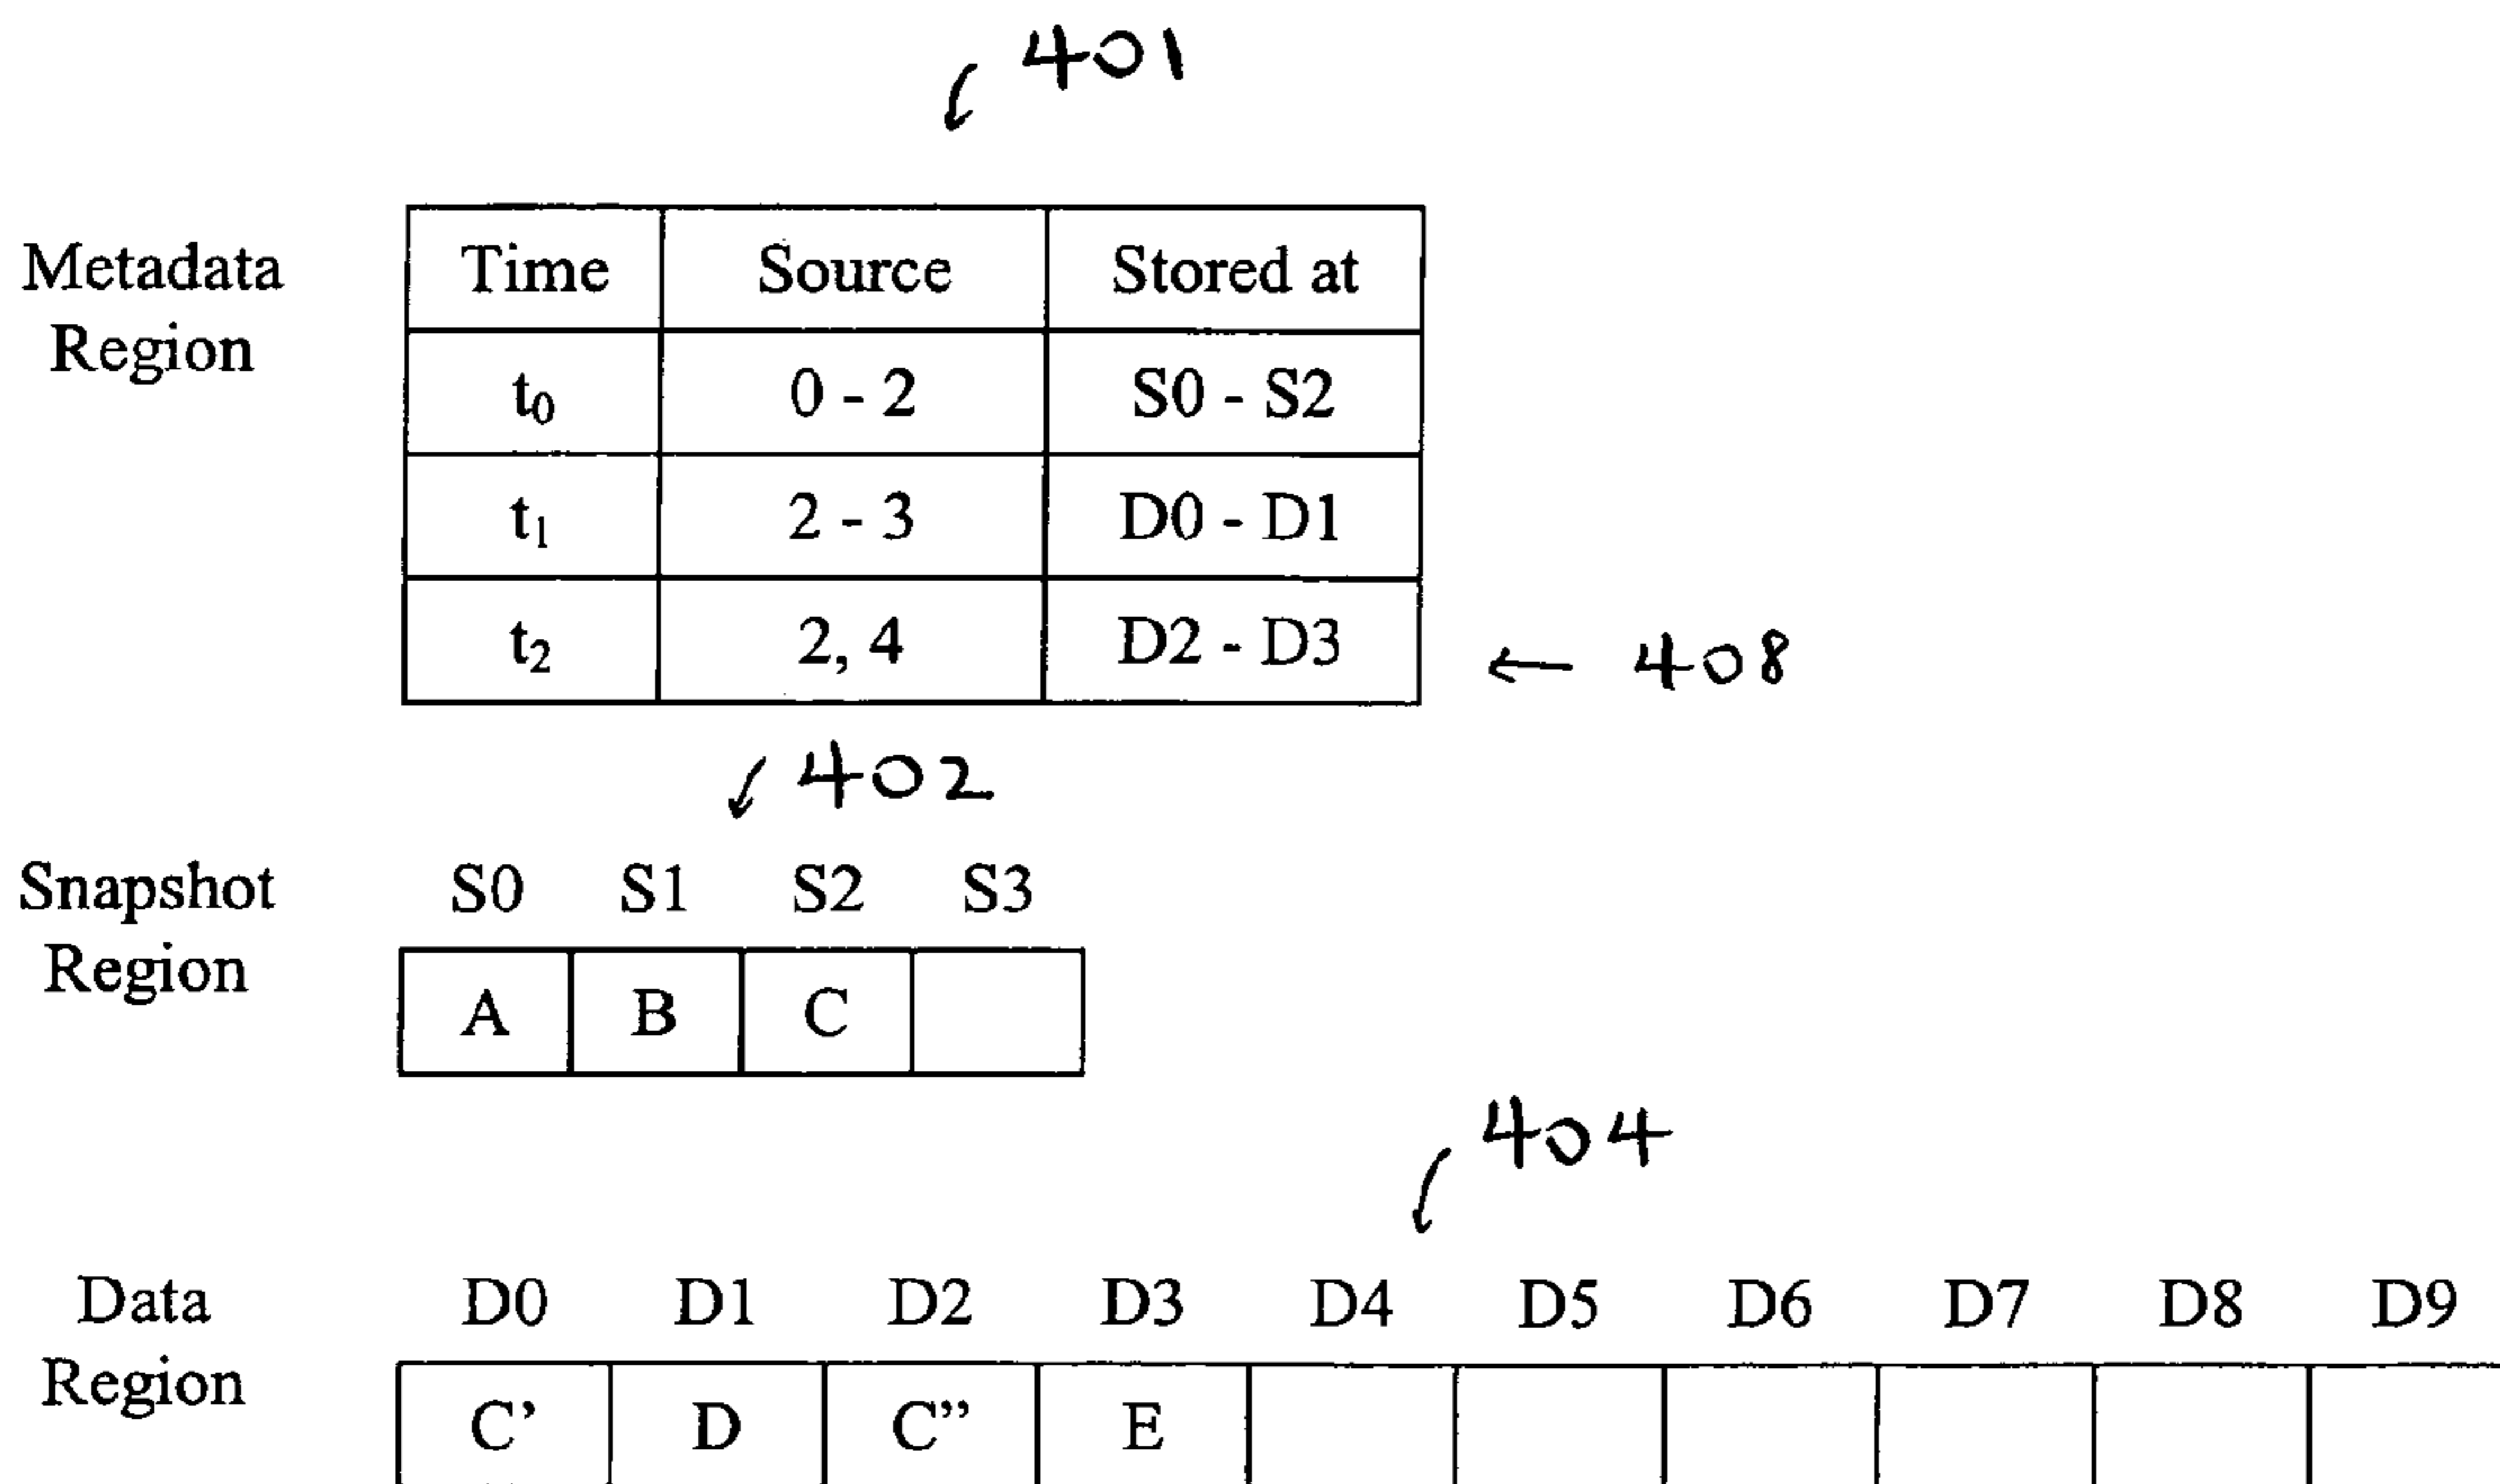 401
Metadata Region
Time Source Stored at
t₀ 0 - 2 S0 - S2
t₁ 2 - 3 D0 - D1
t₂ 2, 4 D2 - D3
408
402
Snapshot Region
S0 S1 S2 S3
A B C
404
Data Region
D0 D1 D2 D3 D4 D5 D6 D7 D8 D9
C’ D C” E